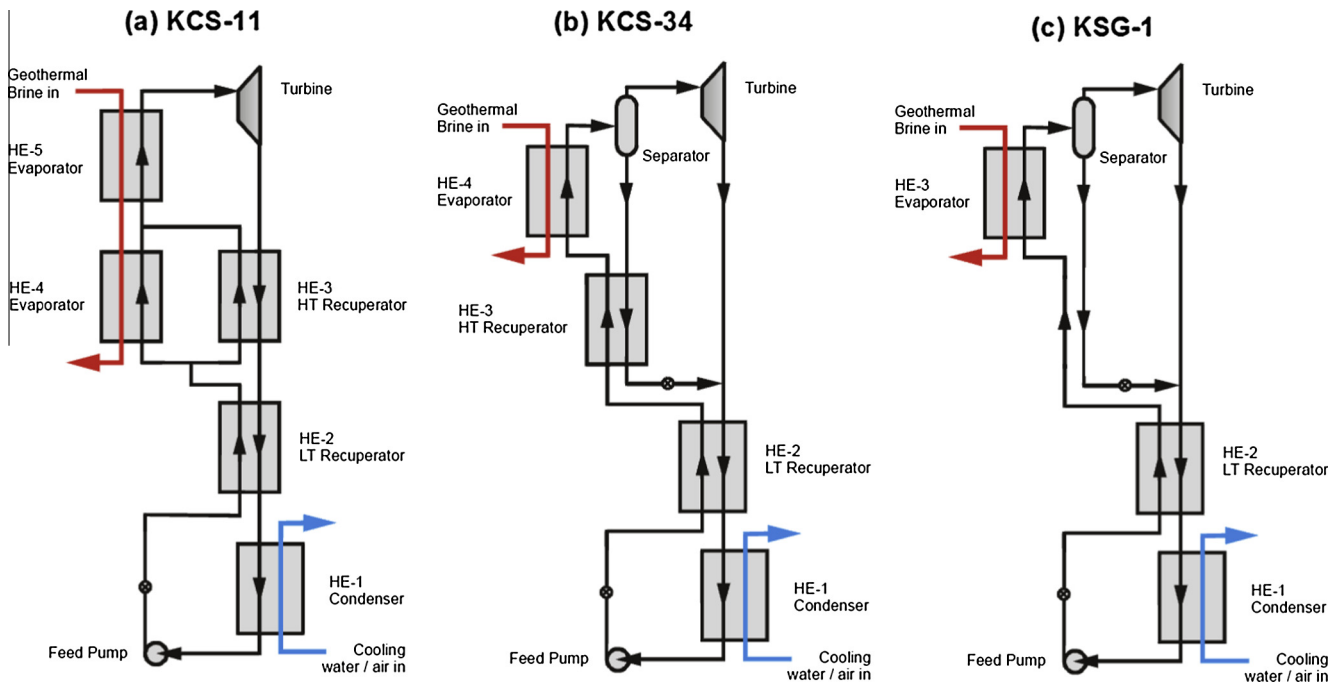 (a) KCS-11
Geothermal
Brine in
Turbine
HE-5
Evaporator
HE-4
Evaporator
HE-3
HT Recuperator
HE-2
LT Recuperator
HE-1
Condenser
Feed Pump
Cooling
water / air in
(b) KCS-34
Geothermal
Brine in
Turbine
Separator
HE-4
Evaporator
HE-3
HT Recuperator
HE-2
LT Recuperator
HE-1
Condenser
Feed Pump
Cooling
water / air in
(c) KSG-1
Geothermal
Brine in
Turbine
Separator
HE-3
Evaporator
HE-2
LT Recuperator
HE-1
Condenser
Feed Pump
Cooling
water / air in